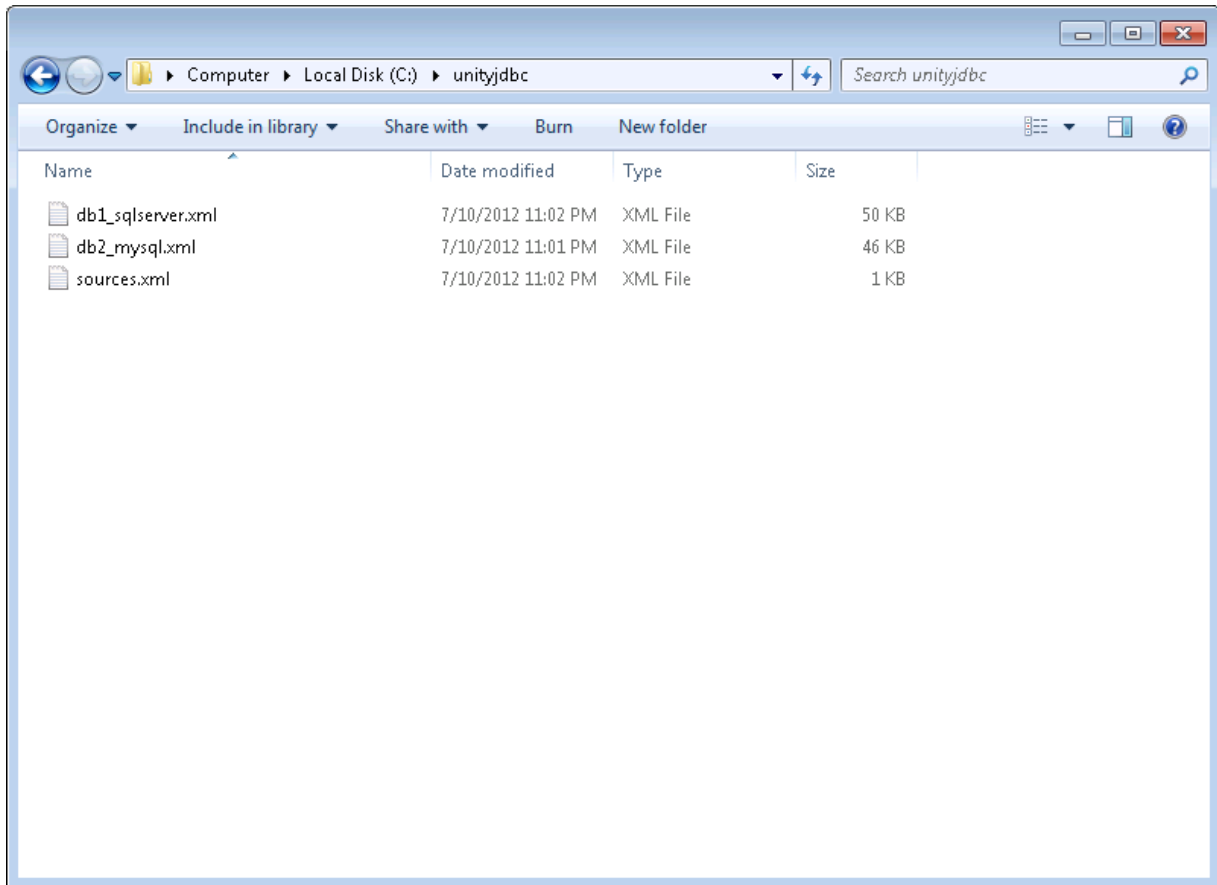 Computer Local Disk (C:) unityjdbc Search unityjdbc
Organize Include in library Share with Burn New folder
Name Date modified Type Size
db1_sqlserver.xml 7/10/2012 11:02 PM XML File 50 KB
db2_mysql.xml 7/10/2012 11:01 PM XML File 46 KB
sources.xml 7/10/2012 11:02 PM XML File 1 KB